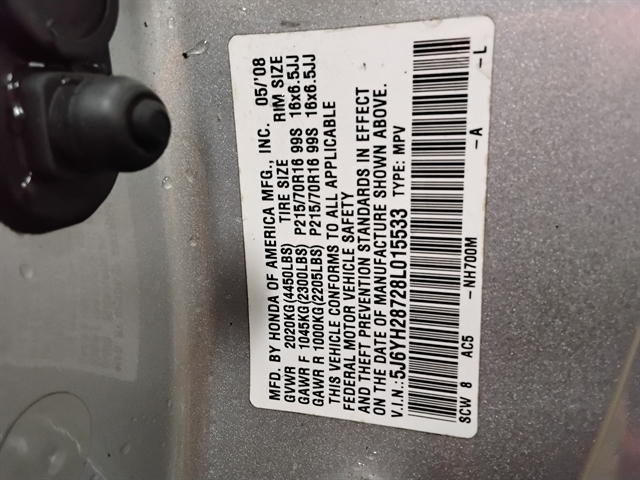 MFD. BY HONDA OF AMERICA MFG., INC. 05/'08
GVWR 2020KG(4450LBS) TIRE SIZE RIM SIZE
GAWR F 1045KG(2300LBS) P215/70R16 99S 16x6.5JJ
GAWR R 1000KG(2205LBS) P215/70R16 99S 16x6.5JJ
THIS VEHICLE CONFORMS TO ALL APPLICABLE
FEDERAL MOTOR VEHICLE SAFETY
AND THEFT PREVENTION STANDARDS IN EFFECT
ON THE DATE OF MANUFACTURE SHOWN ABOVE.
V.I.N.:5J6YH28728L015533 TYPE: MPV
SCW 8 AC5 -NH700M -A -L